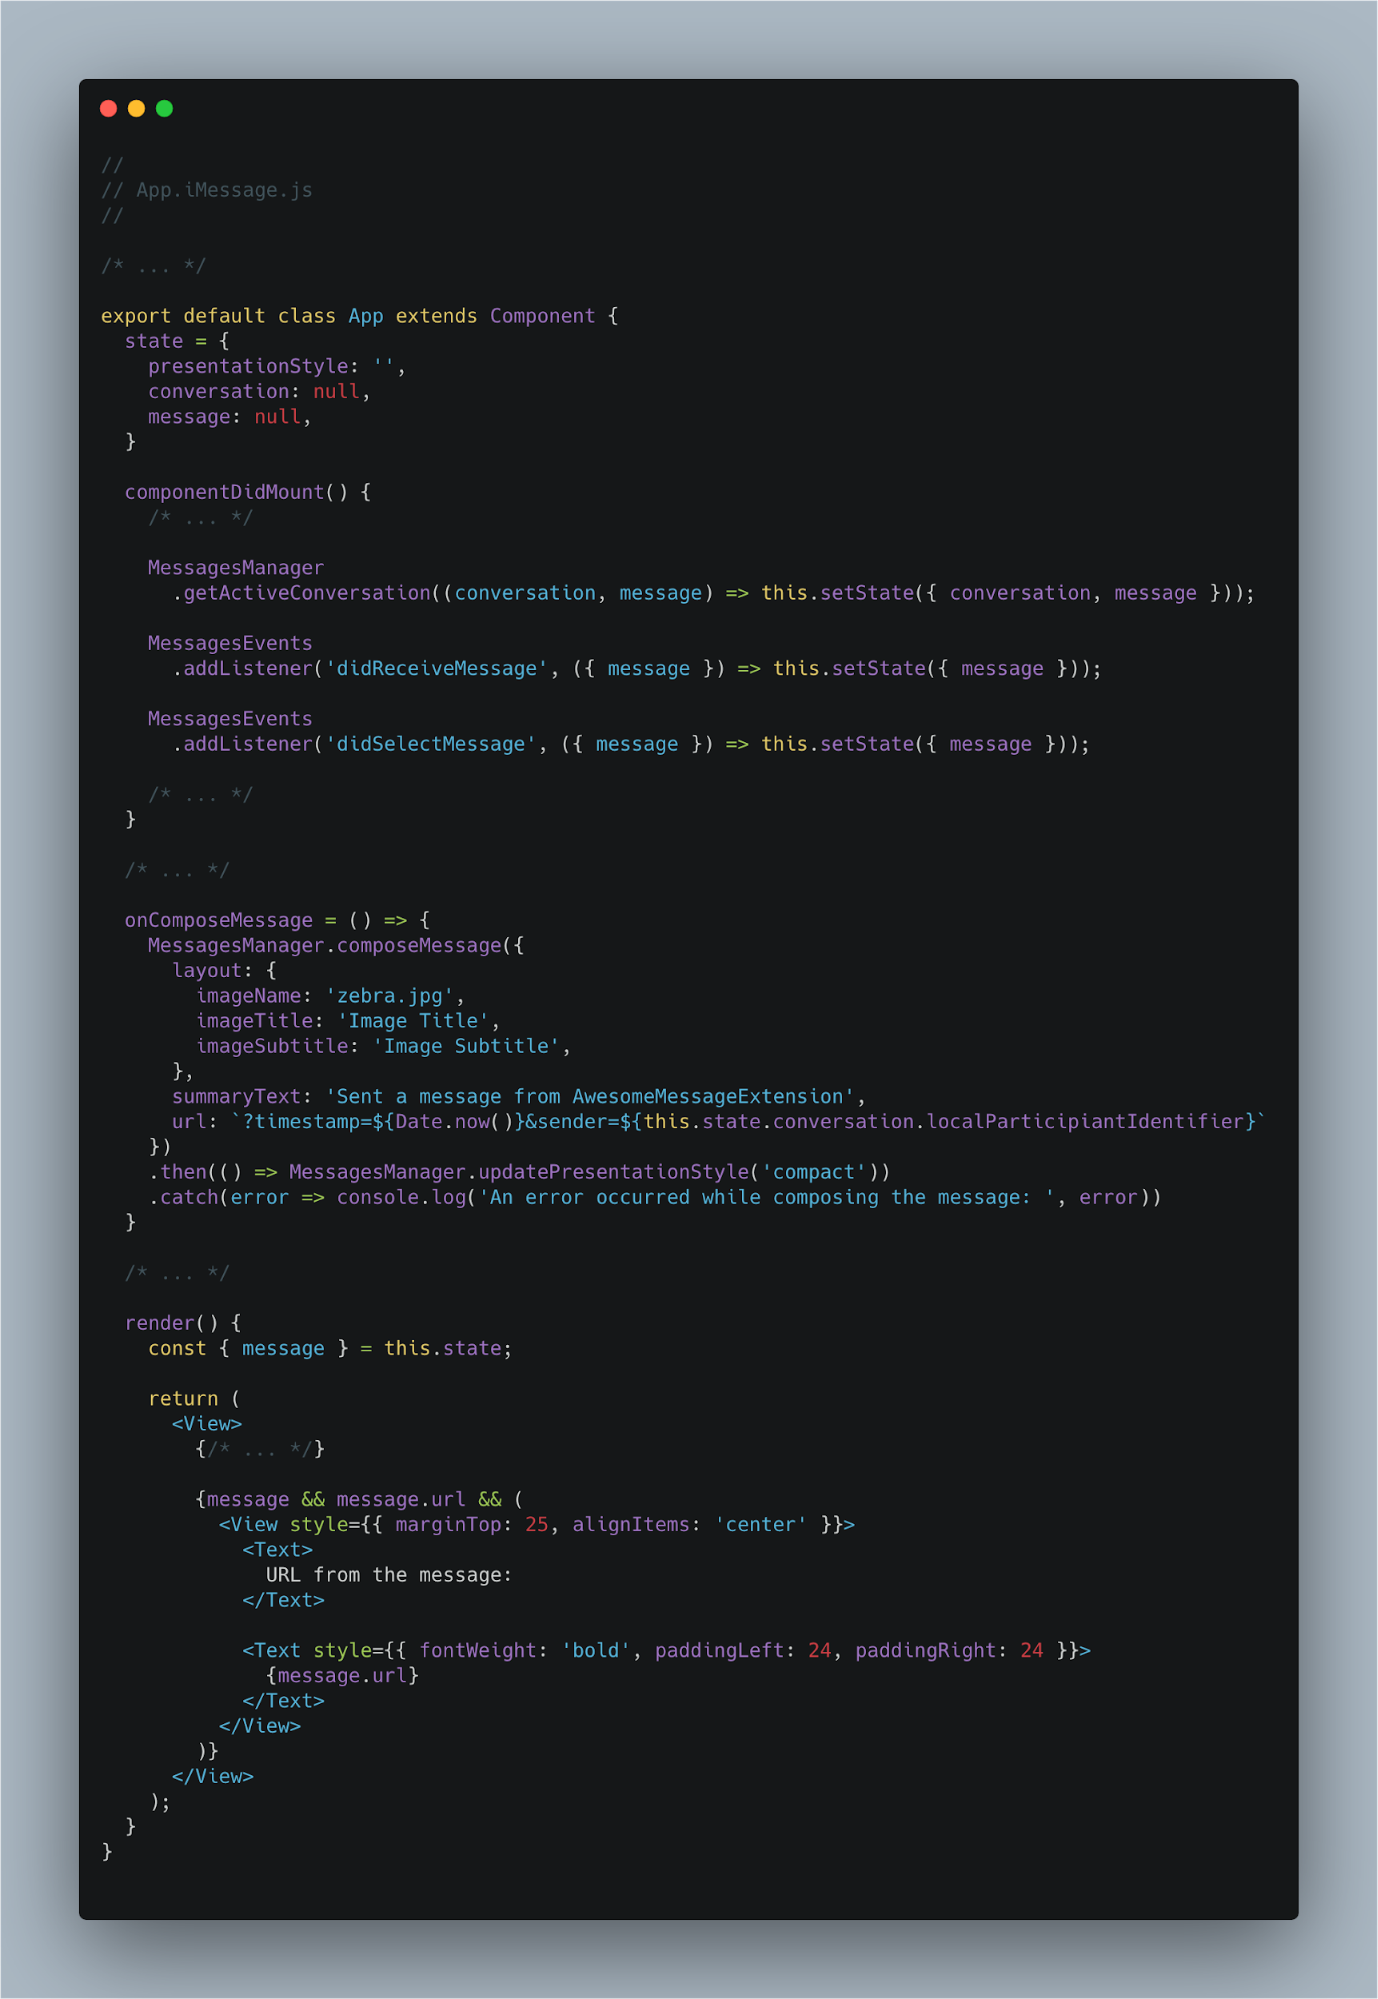 //
// App.iMessage.js
//
/* ... */
export default class App extends Component {
  state = {
    presentationStyle: '',
    conversation: null,
    message: null,
  }
  componentDidMount() {
    /* ... */
    MessagesManager
      .getActiveConversation((conversation, message) => this.setState({ conversation, message }));
    MessagesEvents
      .addListener('didReceiveMessage', ({ message }) => this.setState({ message }));
    MessagesEvents
      .addListener('didSelectMessage', ({ message }) => this.setState({ message }));
    /* ... */
  }
  /* ... */
  onComposeMessage = () => {
    MessagesManager.composeMessage({
      layout: {
        imageName: 'zebra.jpg',
        imageTitle: 'Image Title',
        imageSubtitle: 'Image Subtitle',
      },
      summaryText: 'Sent a message from AwesomeMessageExtension',
      url: `?timestamp=${Date.now()}&sender=${this.state.conversation.localParticipiantIdentifier}`
    })
    .then(() => MessagesManager.updatePresentationStyle('compact'))
    .catch(error => console.log('An error occurred while composing the message: ', error))
  }
  /* ... */
  render() {
    const { message } = this.state;
    return (
      <View>
        {/* ... */}
        {message && message.url && (
          <View style={{ marginTop: 25, alignItems: 'center' }}>
            <Text>
              URL from the message:
            </Text>
            <Text style={{ fontWeight: 'bold', paddingLeft: 24, paddingRight: 24 }}>
              {message.url}
            </Text>
          </View>
        )}
      </View>
    );
  }
}